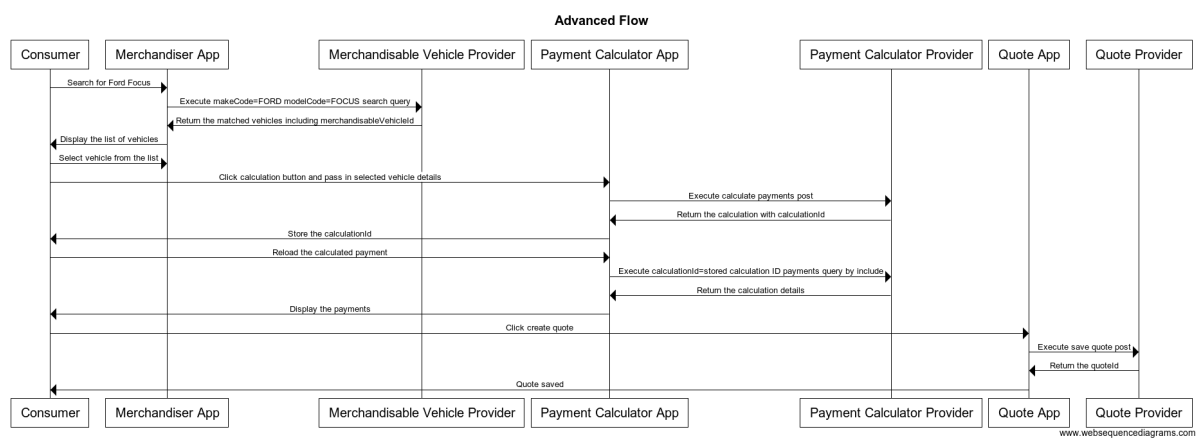 Advanced Flow
Consumer
Merchandiser App
Merchandisable Vehicle Provider
Payment Calculator App
Payment Calculator Provider
Quote App
Quote Provider
Search for Ford Focus
Execute makeCode=FORD modelCode=FOCUS search query
Return the matched vehicles including merchandisableVehicleId
Display the list of vehicles
Select vehicle from the list
Click calculation button and pass in selected vehicle details
Execute calculate payments post
Return the calculation with calculationId
Store the calculationId
Reload the calculated payment
Execute calculationId=stored calculation ID payments query by include
Return the calculation details
Display the payments
Click create quote
Execute save quote post
Return the quoteId
Quote saved
Consumer
Merchandiser App
Merchandisable Vehicle Provider
Payment Calculator App
Payment Calculator Provider
Quote App
Quote Provider
www.websequencediagrams.com